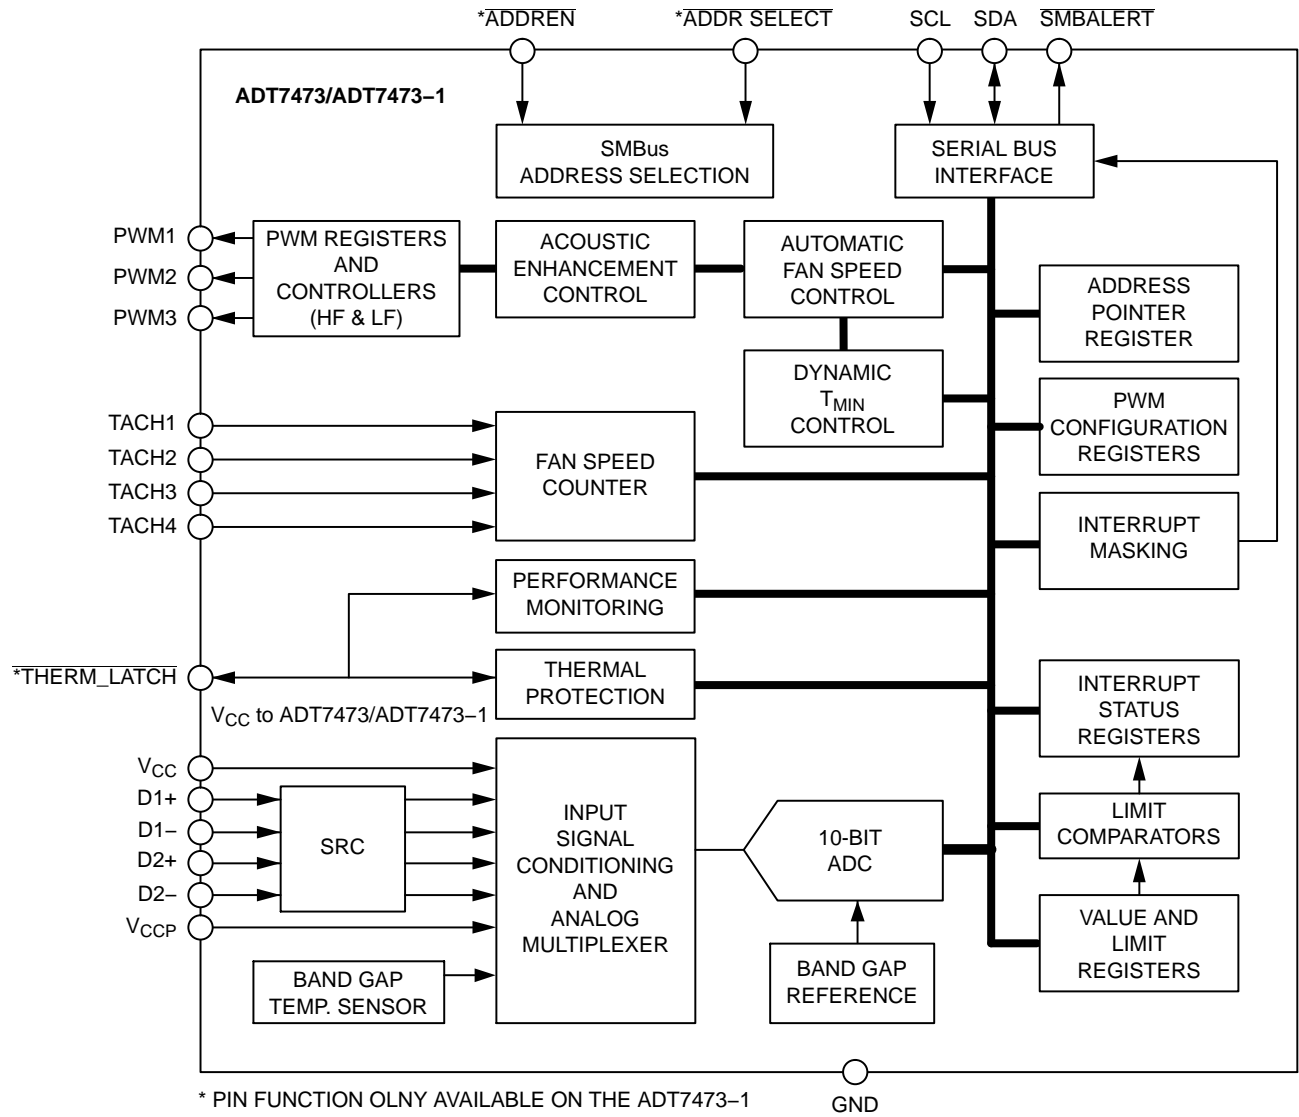 *ADDREN
*ADDR SELECT
SCL
SDA
SMBALERT
ADT7473/ADT7473–1
SMBus
ADDRESS SELECTION
SERIAL BUS
INTERFACE
PWM1
PWM2
PWM3
PWM REGISTERS
AND
CONTROLLERS
(HF & LF)
ACOUSTIC
ENHANCEMENT
CONTROL
AUTOMATIC
FAN SPEED
CONTROL
ADDRESS
POINTER
REGISTER
DYNAMIC
TMIN
CONTROL
PWM
CONFIGURATION
REGISTERS
TACH1
TACH2
TACH3
TACH4
FAN SPEED
COUNTER
INTERRUPT
MASKING
PERFORMANCE
MONITORING
*THERM_LATCH
THERMAL
PROTECTION
VCC to ADT7473/ADT7473–1
INTERRUPT
STATUS
REGISTERS
VCC
D1+
D1–
D2+
D2–
VCCP
SRC
INPUT
SIGNAL
CONDITIONING
AND
ANALOG
MULTIPLEXER
10-BIT
ADC
LIMIT
COMPARATORS
VALUE AND
LIMIT
REGISTERS
BAND GAP
TEMP. SENSOR
BAND GAP
REFERENCE
* PIN FUNCTION OLNY AVAILABLE ON THE ADT7473–1
GND